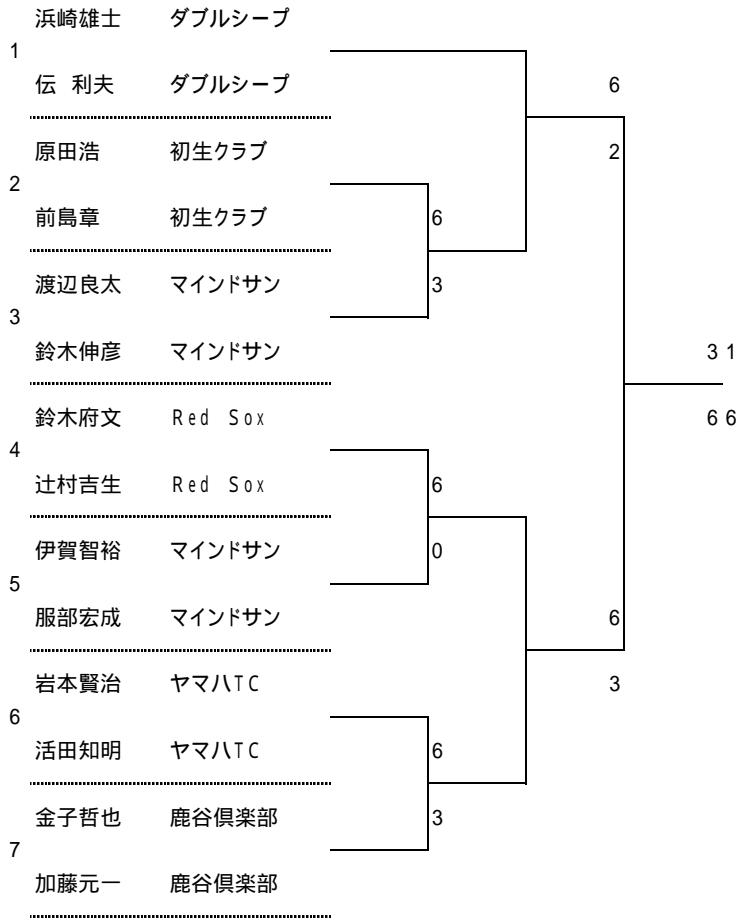 浜崎雄士 ダブルシープ
1
伝 利夫 ダブルシープ 6
原田浩 初生クラブ 2
2
前島章 初生クラブ 6
渡辺良太 マインドサン 3
3
鈴木伸彦 マインドサン 3 1
鈴木府文 Red Sox 6 6
4
辻村吉生 Red Sox 6
伊賀智裕 マインドサン 0
5
服部宏成 マインドサン 6
岩本賢治 ヤマハTC 3
6
活田知明 ヤマハTC 6
金子哲也 鹿谷倶楽部 3
7
加藤元一 鹿谷倶楽部